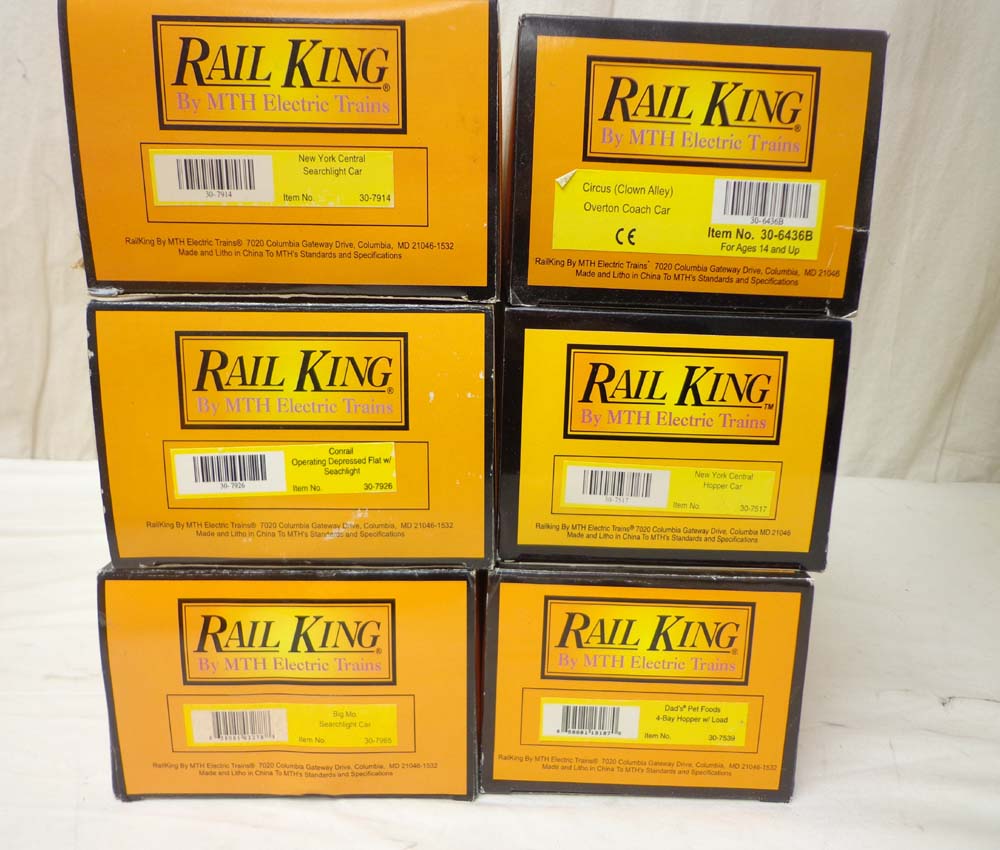 RAIL KING®
By MTH Electric Trains
30-7914
New York Central
Searchlight Car
Item No. 30-7914
RailKing By MTH Electric Trains® 7020 Columbia Gateway Drive, Columbia, MD 21046-1532
Made and Litho in China To MTH's Standards and Specifications
RAIL KING®
By MTH Electric Trains
Circus (Clown Alley)
Overton Coach Car
CE
30-6436B
Item No. 30-6436B
For Ages 14 and Up
RailKing By MTH Electric Trains® 7020 Columbia Gateway Drive, Columbia, MD 21046
Made and Litho in China To MTH's Standards and Specifications
RAIL KING®
By MTH Electric Trains
30-7926
Conrail
Operating Depressed Flat w/
Seachlight
Item No. 30-7926
RailKing By MTH Electric Trains® 7020 Columbia Gateway Drive, Columbia, MD 21046-1532
Made and Litho in China To MTH's Standards and Specifications
RAIL KING™
By MTH Electric Trains
30-7517
New York Central
Hopper Car
Item No. 30-7517
Railking By MTH Electric Trains® 7020 Columbia Gateway Drive, Columbia MD 21046
Made and Litho in China To MTH's Standards and Specifications
RAIL KING®
By MTH Electric Trains
Big Mo
Searchlight Car
Item No. 30-7965
RailKing By MTH Electric Trains® 7020 Columbia Gateway Drive, Columbia, MD 21046-1532
Made and Litho in China To MTH's Standards and Specifications
RAIL KING®
By MTH Electric Trains
Dad's® Pet Foods
4-Bay Hopper w/ Load
Item No. 30-7539
RailKing By MTH Electric Trains® 7020 Columbia Gateway Drive, Columbia, MD 21046-1532
Made and Litho in China To MTH's Standards and Specifications